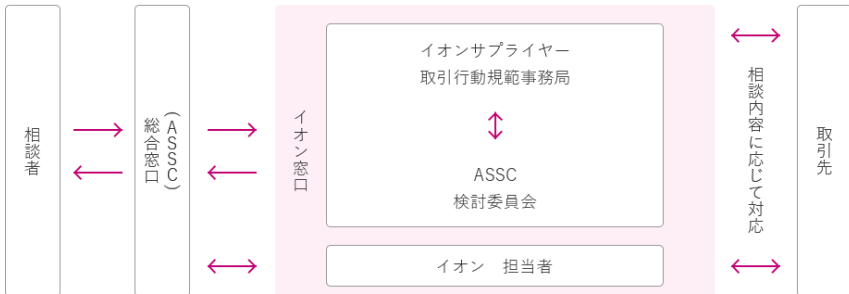 相談者
総合窓口
(ASSC)
イオン窓口
イオンサプライヤー
取引行動規範事務局
ASSC
検討委員会
イオン　担当者
相談内容に応じて対応
取引先